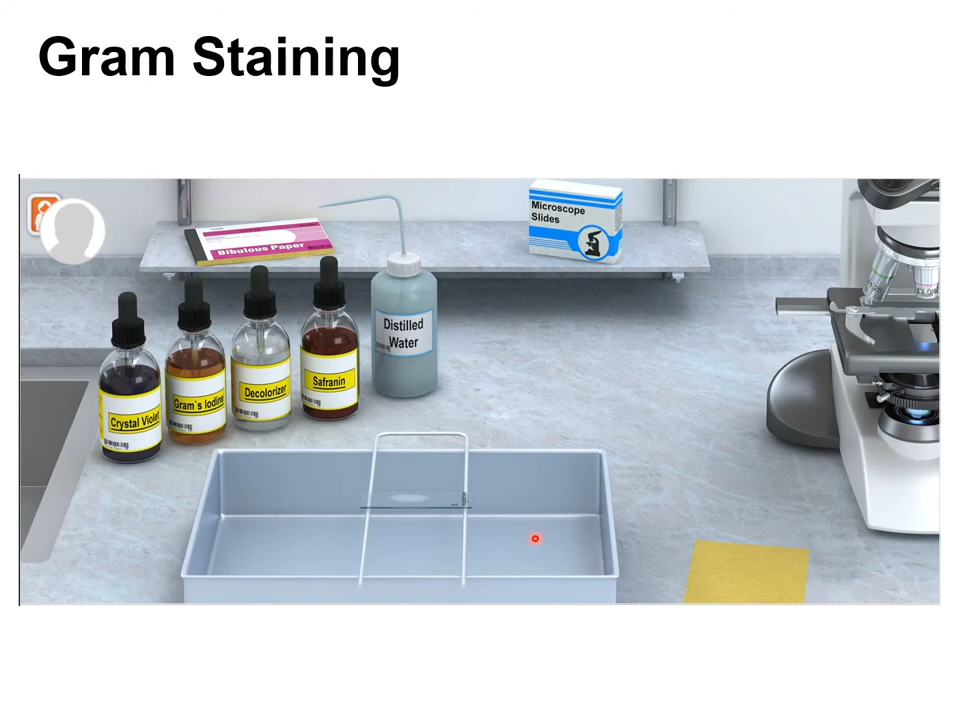 Gram Staining
Microscope
Slides
Bibulous Paper
Distilled
Water
Safranin
Decolorizer
Gram`s Iodine
Crystal Violet